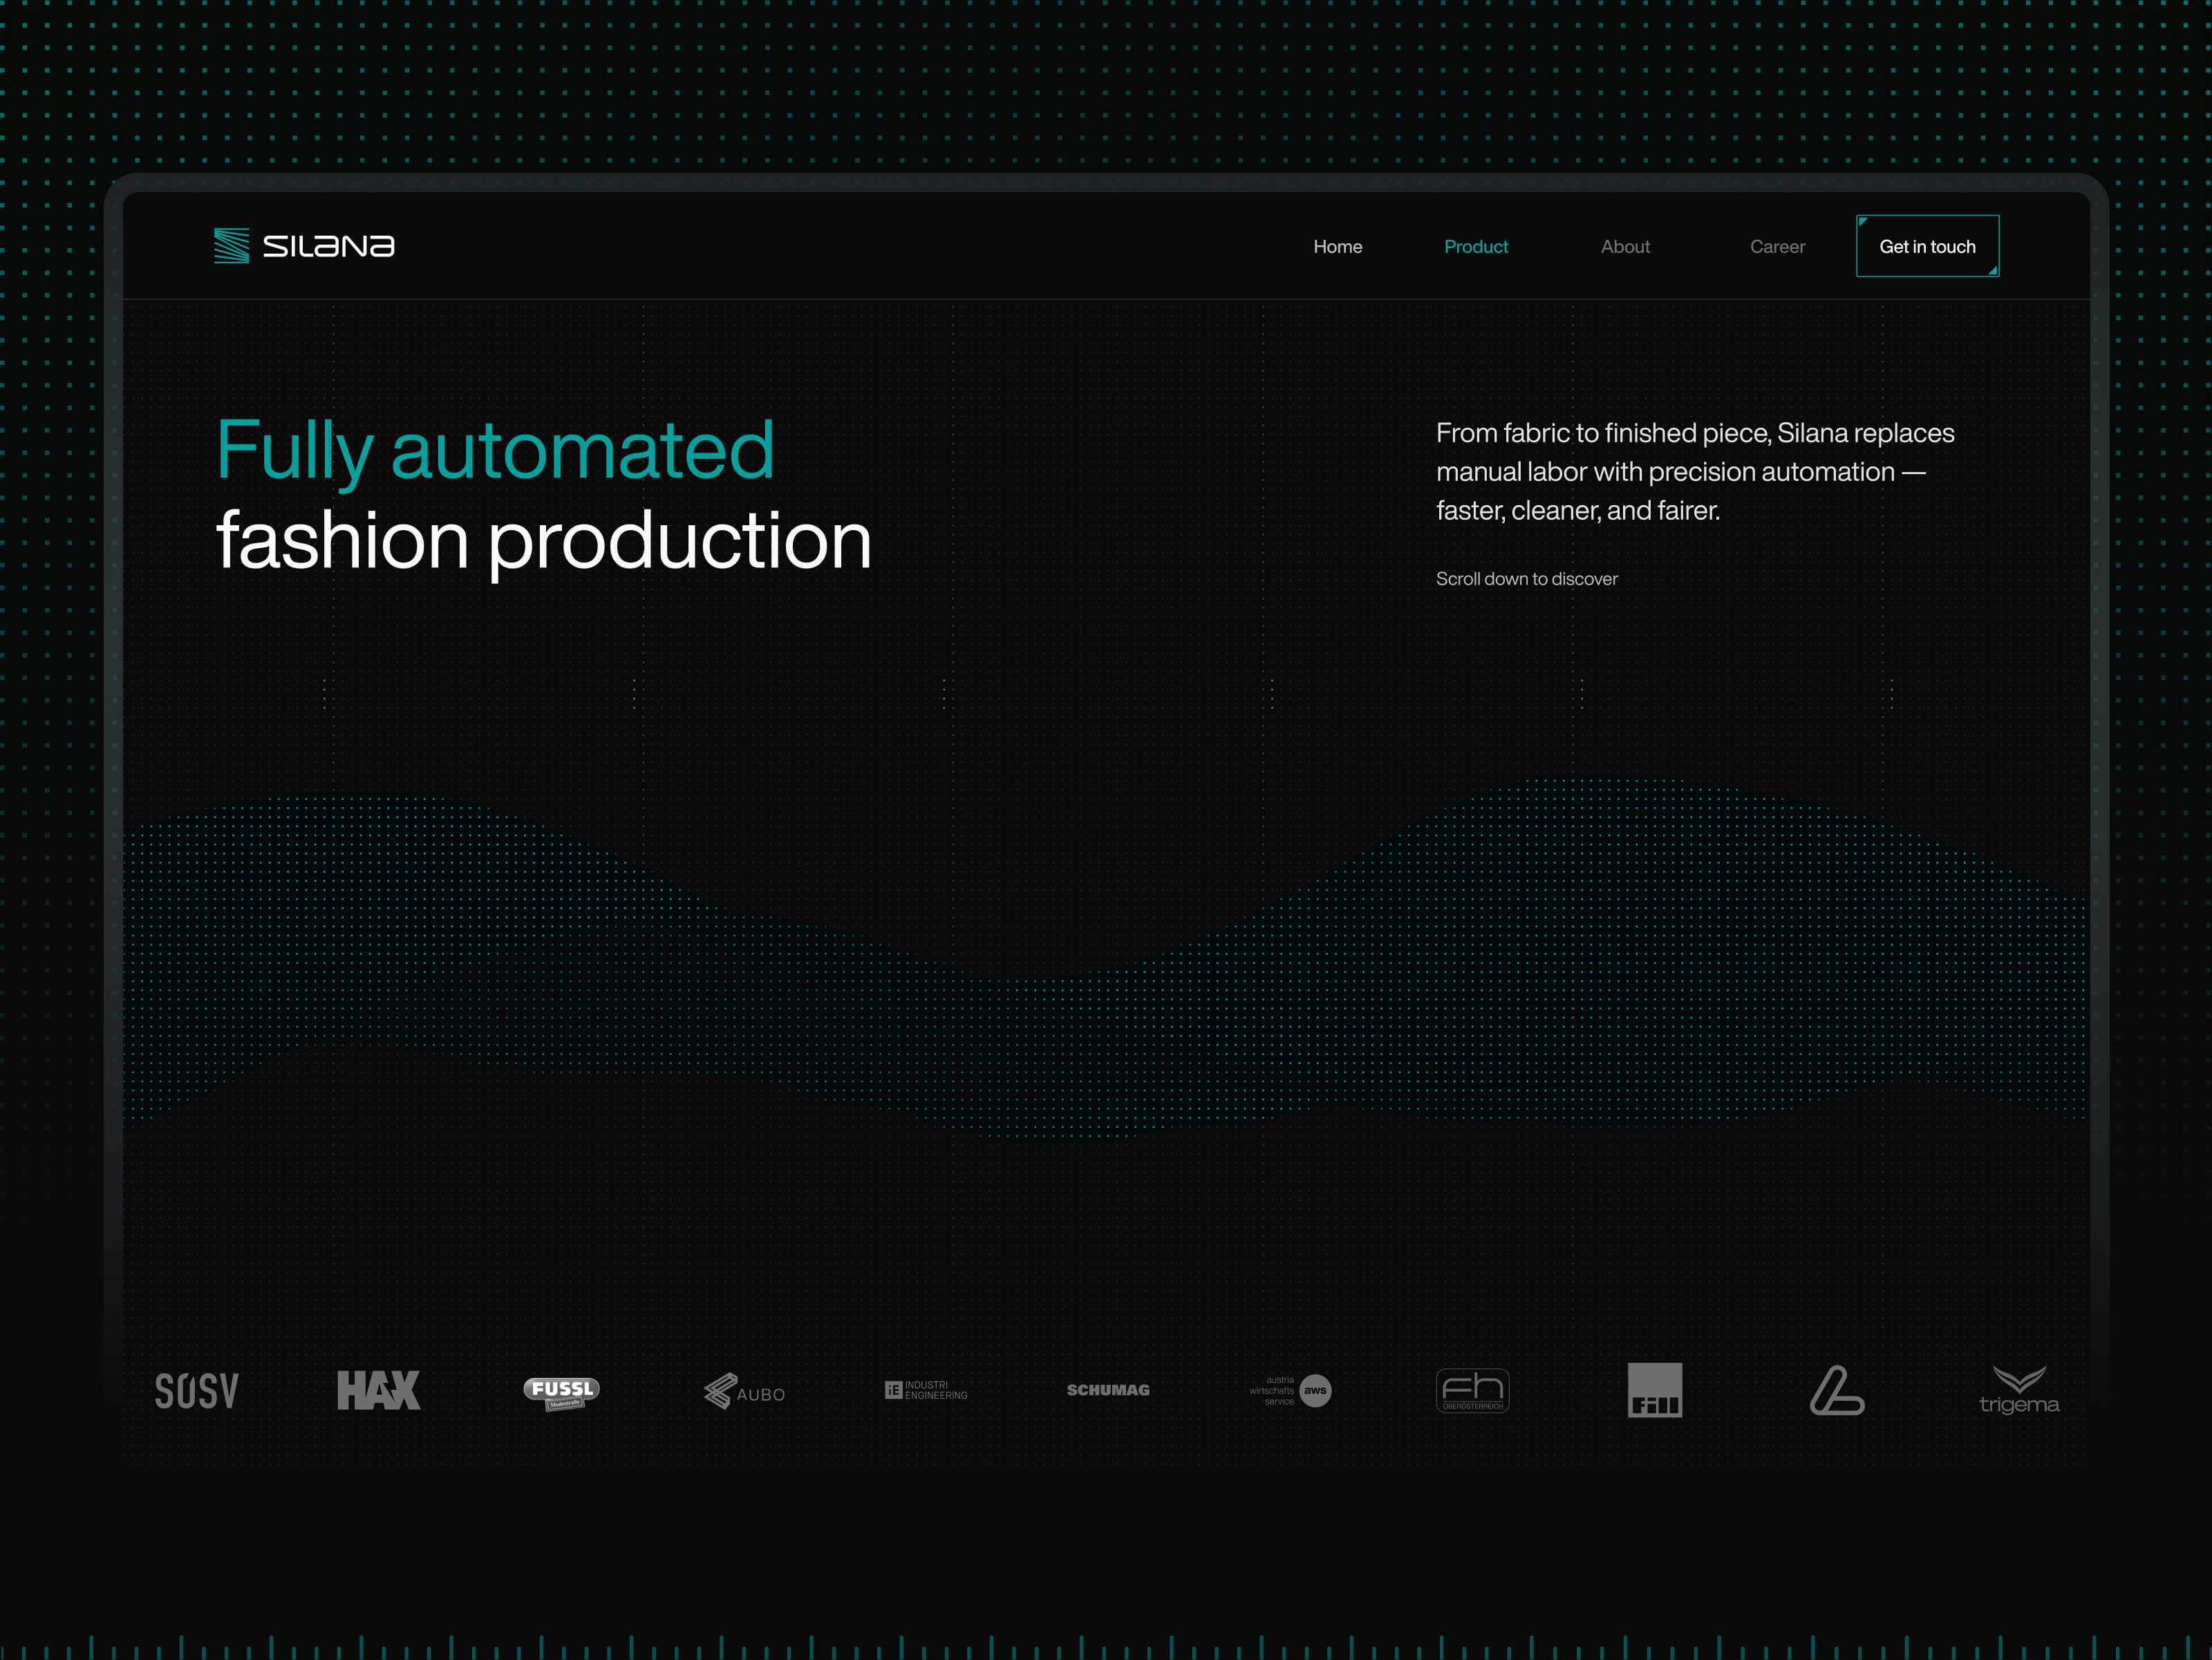 SILANA
Home Product About Career Get in touch
Fully automated
fashion production
From fabric to finished piece, Silana replaces
manual labor with precision automation —
faster, cleaner, and fairer.
Scroll down to discover
SOSV
HAX
FUSSL
Modestraße
AUBO
iE INDUSTRI
ENGINEERING
SCHUMAG
austria
wirtschafts
service
aws
fh
OBERÖSTERREICH
Fill
trigema